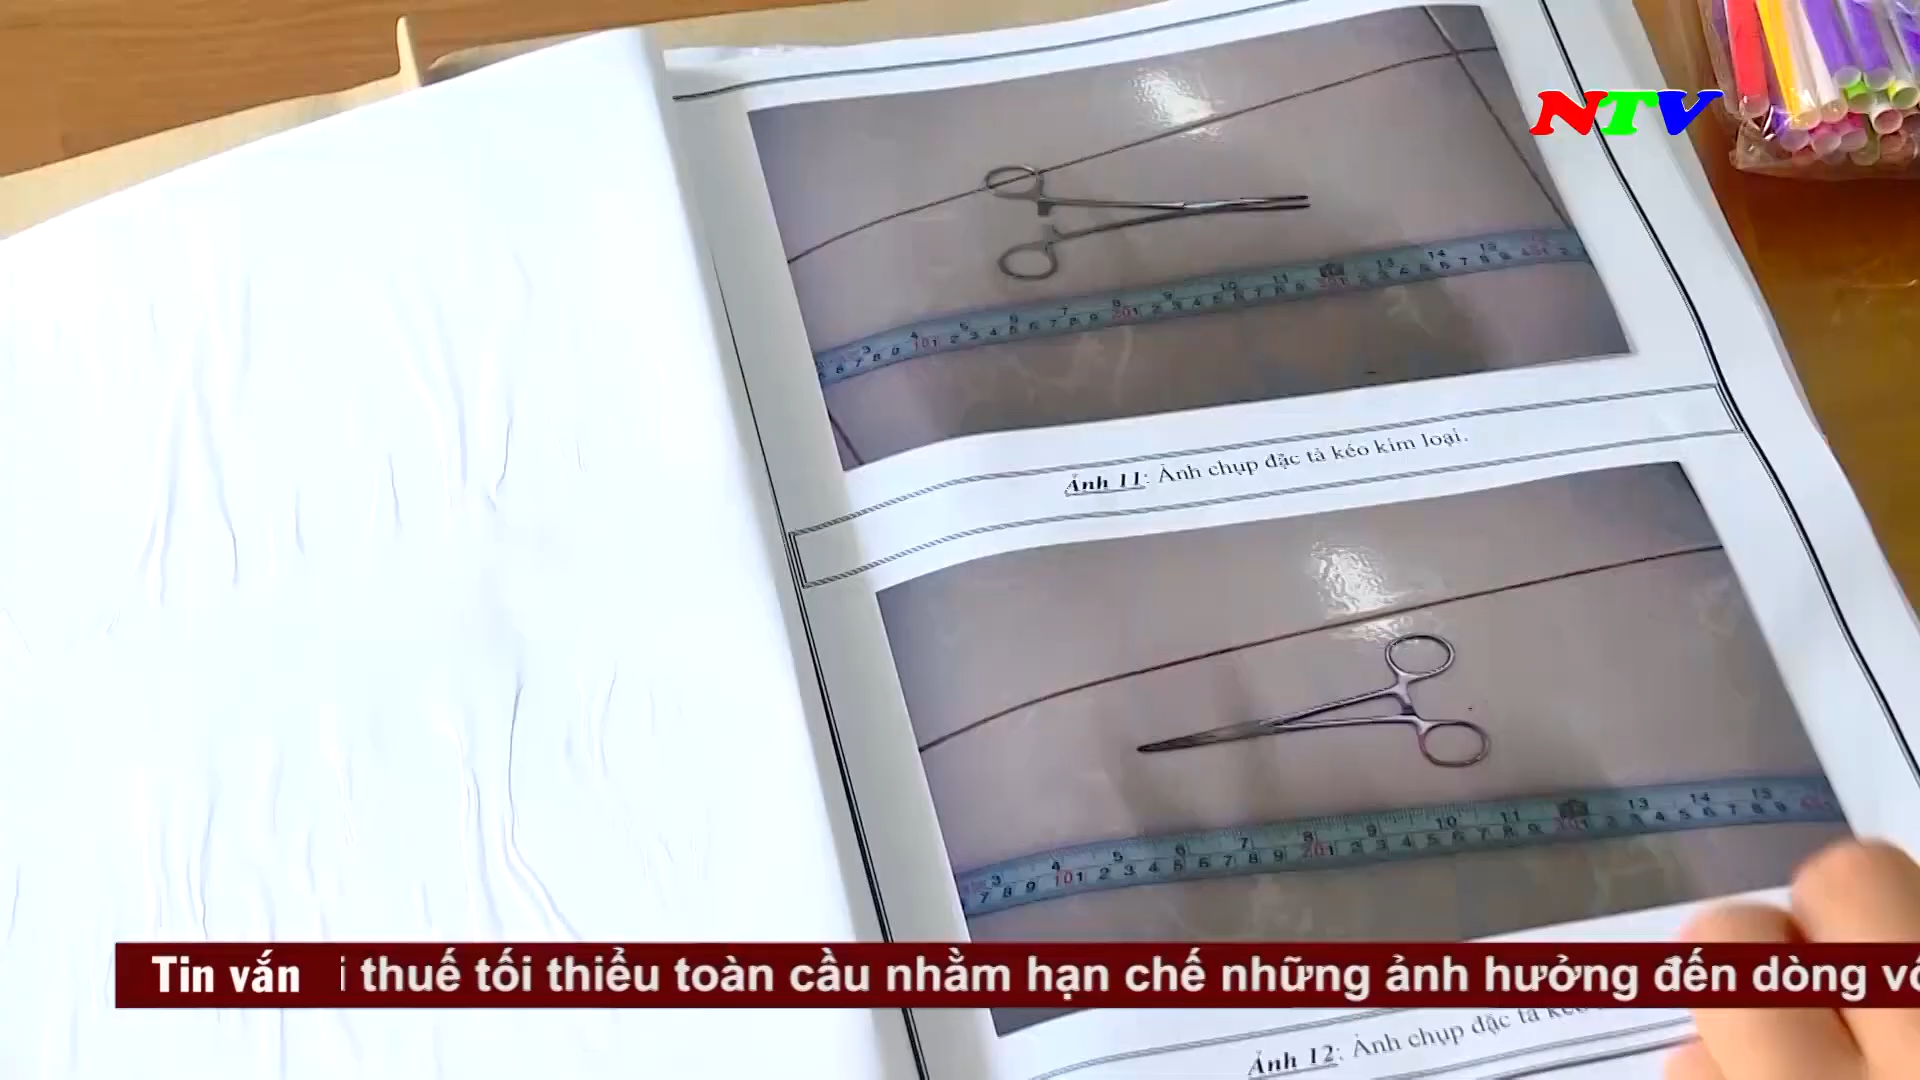 NTV
Ảnh 11: Ảnh chụp đặc tả kéo kim loại.
Ảnh 12: Ảnh chụp đặc tả
Tin vắn
thuế tối thiểu toàn cầu nhằm hạn chế những ảnh hưởng đến dòng